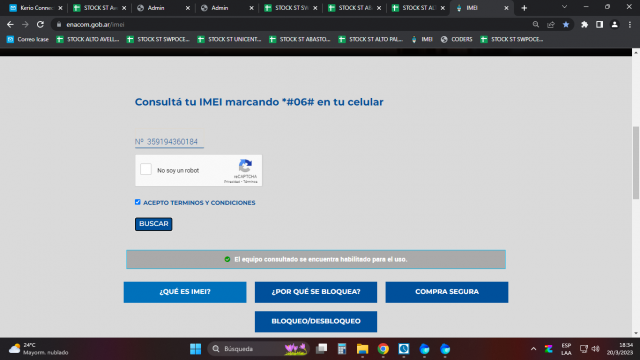 Kerio Connec
STOCK ST Av
Admin
Admin
STOCK ST SW
STOCK ST AB
STOCK ST AL
IMEI
enacom.gob.ar/imei
Correo Icase
STOCK ALTO AVELL...
STOCK ST SWPOCE...
STOCK ST UNICENT...
STOCK ST ABASTO...
STOCK ST ALTO PAL...
IMEI
CODERS
STOCK ST SWPOCE...
Consultá tu IMEI marcando *#06# en tu celular
Nº 359194360184
No soy un robot
reCAPTCHA
Privacidad - Términos
ACEPTO TERMINOS Y CONDICIONES
BUSCAR
El equipo consultado se encuentra habilitado para el uso.
¿QUÉ ES IMEI?
¿POR QUÉ SE BLOQUEA?
COMPRA SEGURA
BLOQUEO/DESBLOQUEO
24°C
Mayorm. nublado
Búsqueda
ESP
LAA
18:54
20/3/2023